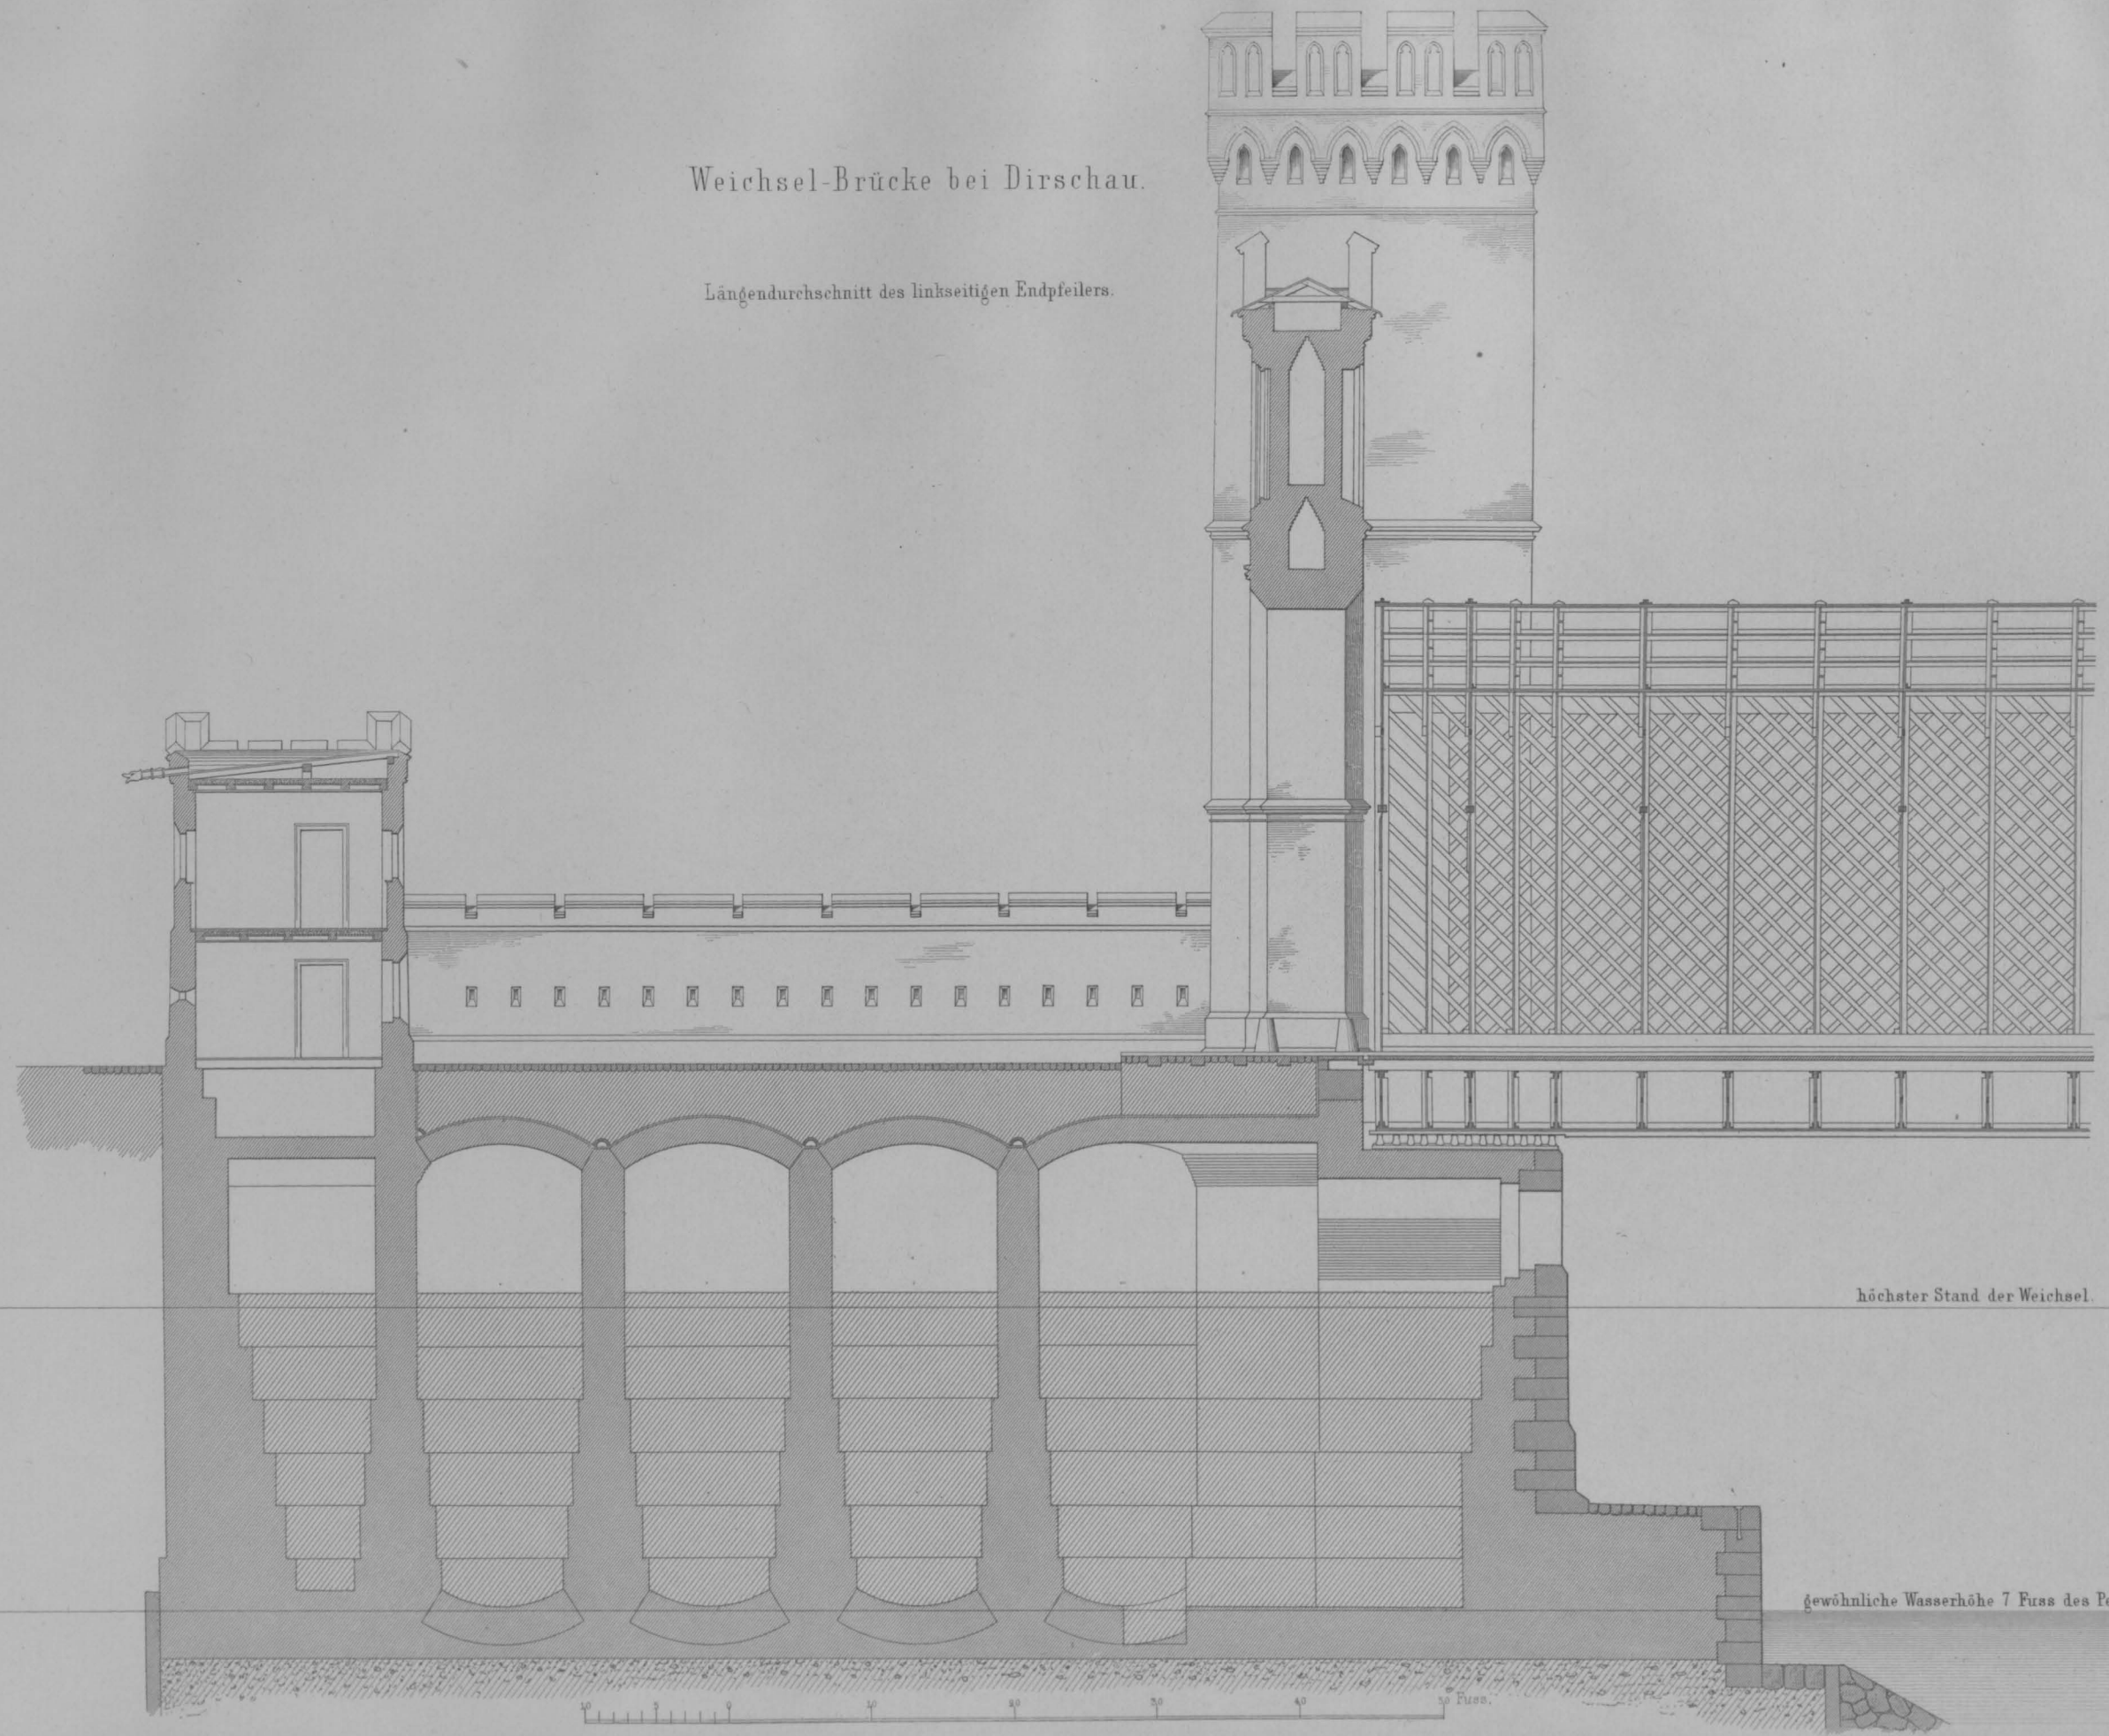 Weichsel-Brücke bei Dirschau.
Längendurchschnitt des linkseitigen Endpfeilers.
höchster Stand der Weichsel.
gewöhnliche Wasserhöhe 7 Fuss des
10 5 0 10 20 30 40 50 Fuss.